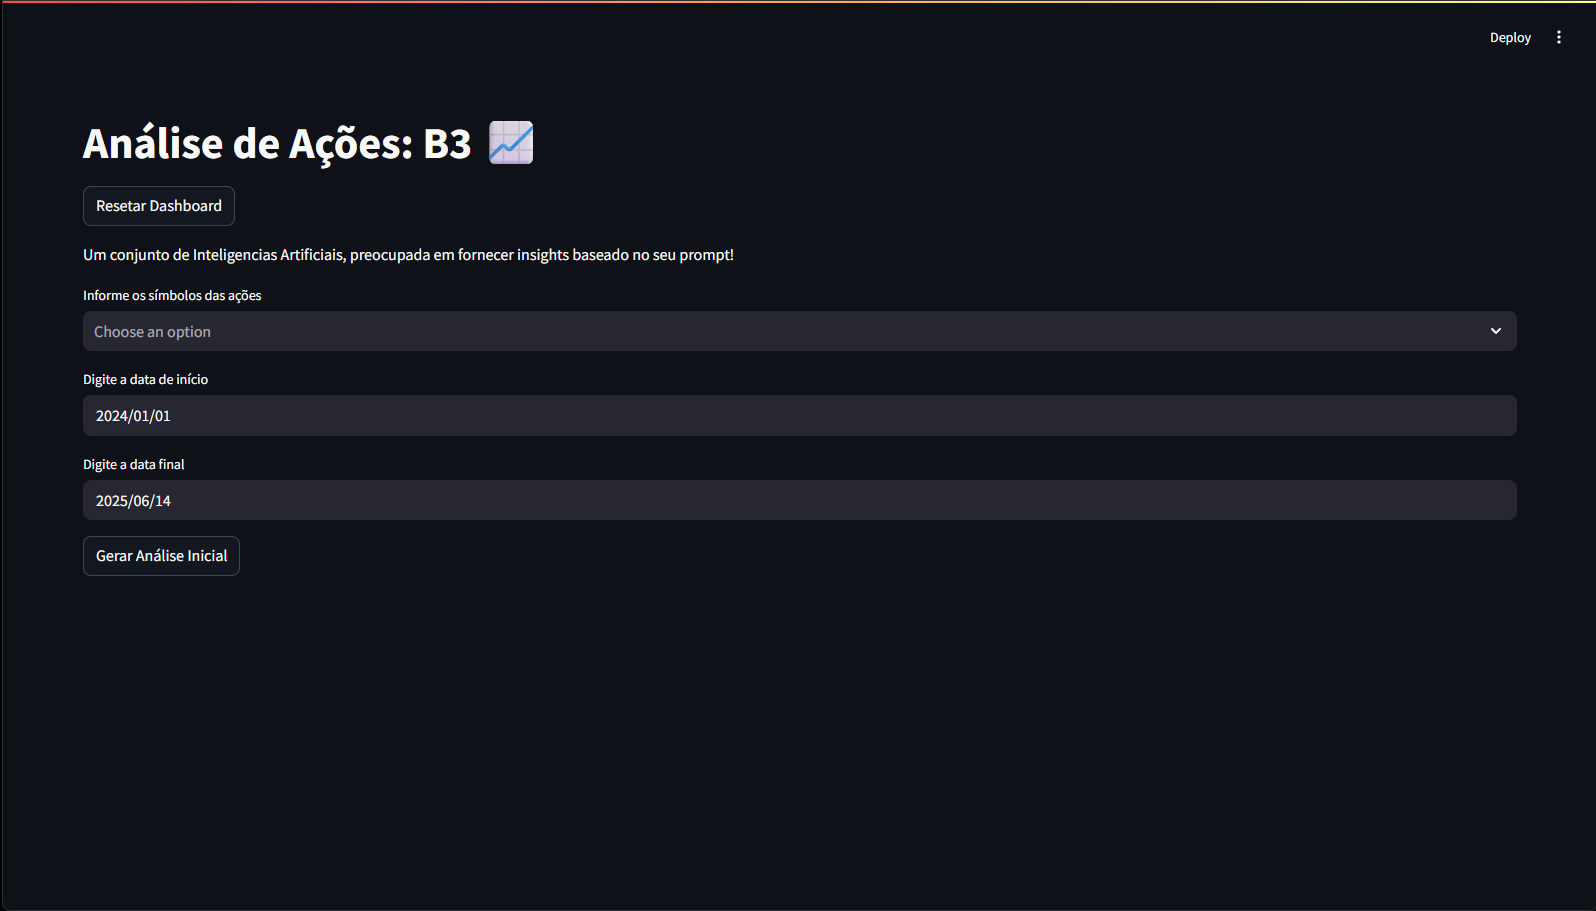 Deploy
Análise de Ações: B3
Resetar Dashboard
Um conjunto de Inteligencias Artificiais, preocupada em fornecer insights baseado no seu prompt!
Informe os símbolos das ações
Choose an option
Digite a data de início
2024/01/01
Digite a data final
2025/06/14
Gerar Análise Inicial